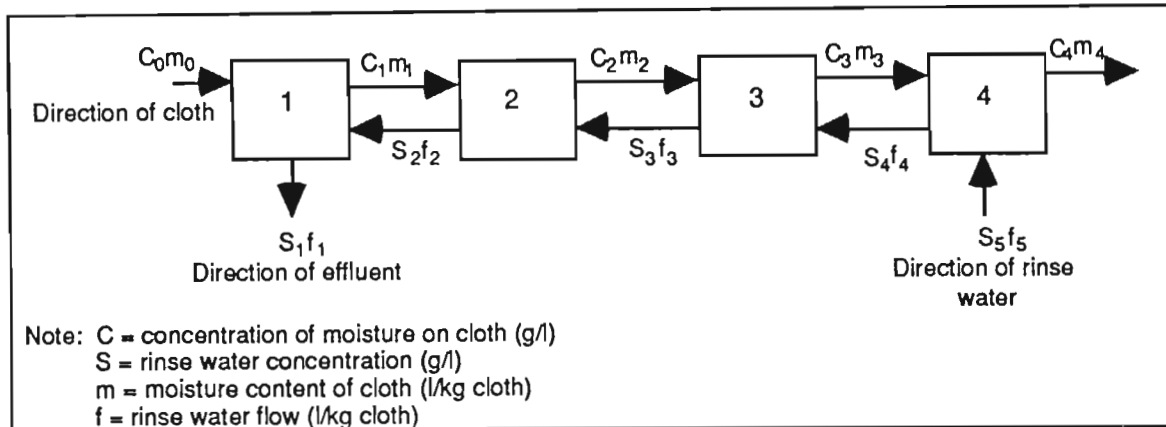 C₀m₀
C₁m₁
C₂m₂
C₃m₃
C₄m₄
1
2
3
4
Direction of cloth
S₂f₂
S₃f₃
S₄f₄
S₁f₁
Direction of effluent
S₅f₅
Direction of rinse
water
Note: C = concentration of moisture on cloth (g/l)
S = rinse water concentration (g/l)
m = moisture content of cloth (l/kg cloth)
f = rinse water flow (l/kg cloth)